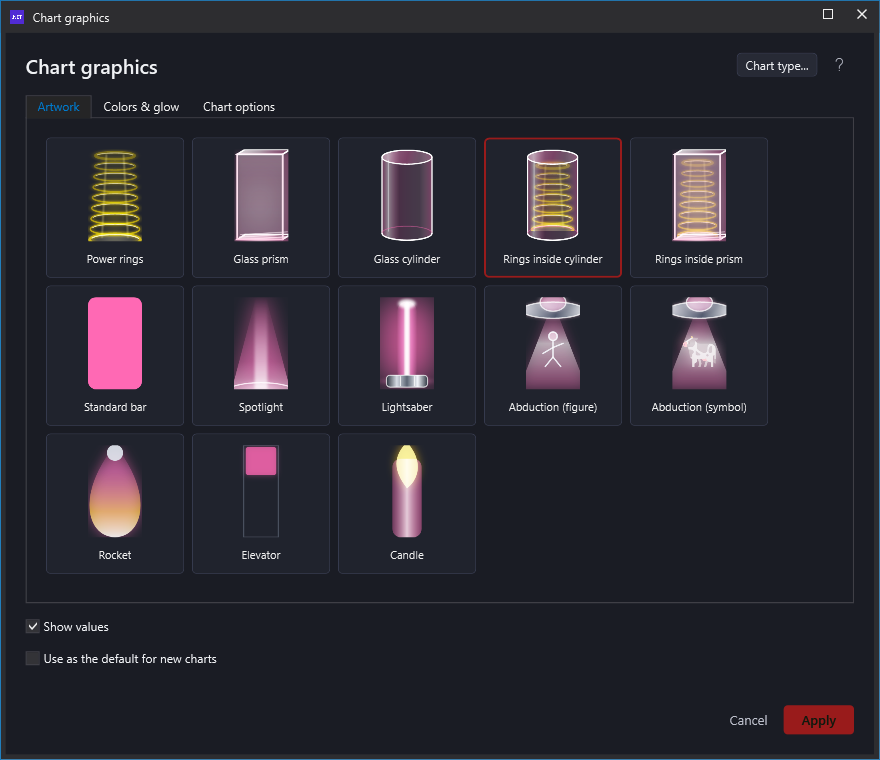 .NET Chart graphics
Chart graphics
Chart type... ?
Artwork Colors & glow Chart options
Power rings Glass prism Glass cylinder Rings inside cylinder Rings inside prism
Standard bar Spotlight Lightsaber Abduction (figure) Abduction (symbol)
Rocket Elevator Candle
Show values
Use as the default for new charts
Cancel Apply